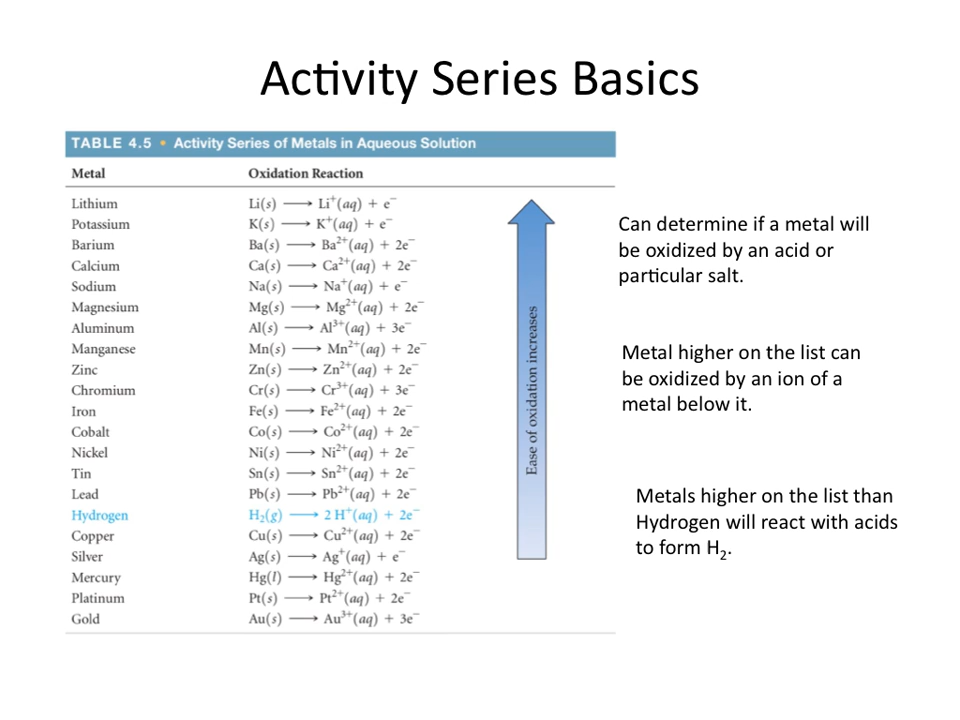 Activity Series Basics
TABLE 4.5 • Activity Series of Metals in Aqueous Solution
Metal Oxidation Reaction
Lithium Li(s) ⟶ Li⁺(aq) + e⁻
Potassium K(s) ⟶ K⁺(aq) + e⁻
Barium Ba(s) ⟶ Ba²⁺(aq) + 2e⁻
Calcium Ca(s) ⟶ Ca²⁺(aq) + 2e⁻
Sodium Na(s) ⟶ Na⁺(aq) + e⁻
Magnesium Mg(s) ⟶ Mg²⁺(aq) + 2e⁻
Aluminum Al(s) ⟶ Al³⁺(aq) + 3e⁻
Manganese Mn(s) ⟶ Mn²⁺(aq) + 2e⁻
Zinc Zn(s) ⟶ Zn²⁺(aq) + 2e⁻
Chromium Cr(s) ⟶ Cr³⁺(aq) + 3e⁻
Iron Fe(s) ⟶ Fe²⁺(aq) + 2e⁻
Cobalt Co(s) ⟶ Co²⁺(aq) + 2e⁻
Nickel Ni(s) ⟶ Ni²⁺(aq) + 2e⁻
Tin Sn(s) ⟶ Sn²⁺(aq) + 2e⁻
Lead Pb(s) ⟶ Pb²⁺(aq) + 2e⁻
Hydrogen H₂(g) ⟶ 2 H⁺(aq) + 2e⁻
Copper Cu(s) ⟶ Cu²⁺(aq) + 2e⁻
Silver Ag(s) ⟶ Ag⁺(aq) + e⁻
Mercury Hg(l) ⟶ Hg²⁺(aq) + 2e⁻
Platinum Pt(s) ⟶ Pt²⁺(aq) + 2e⁻
Gold Au(s) ⟶ Au³⁺(aq) + 3e⁻
Ease of oxidation increases
Can determine if a metal will
be oxidized by an acid or
particular salt.
Metal higher on the list can
be oxidized by an ion of a
metal below it.
Metals higher on the list than
Hydrogen will react with acids
to form H₂.